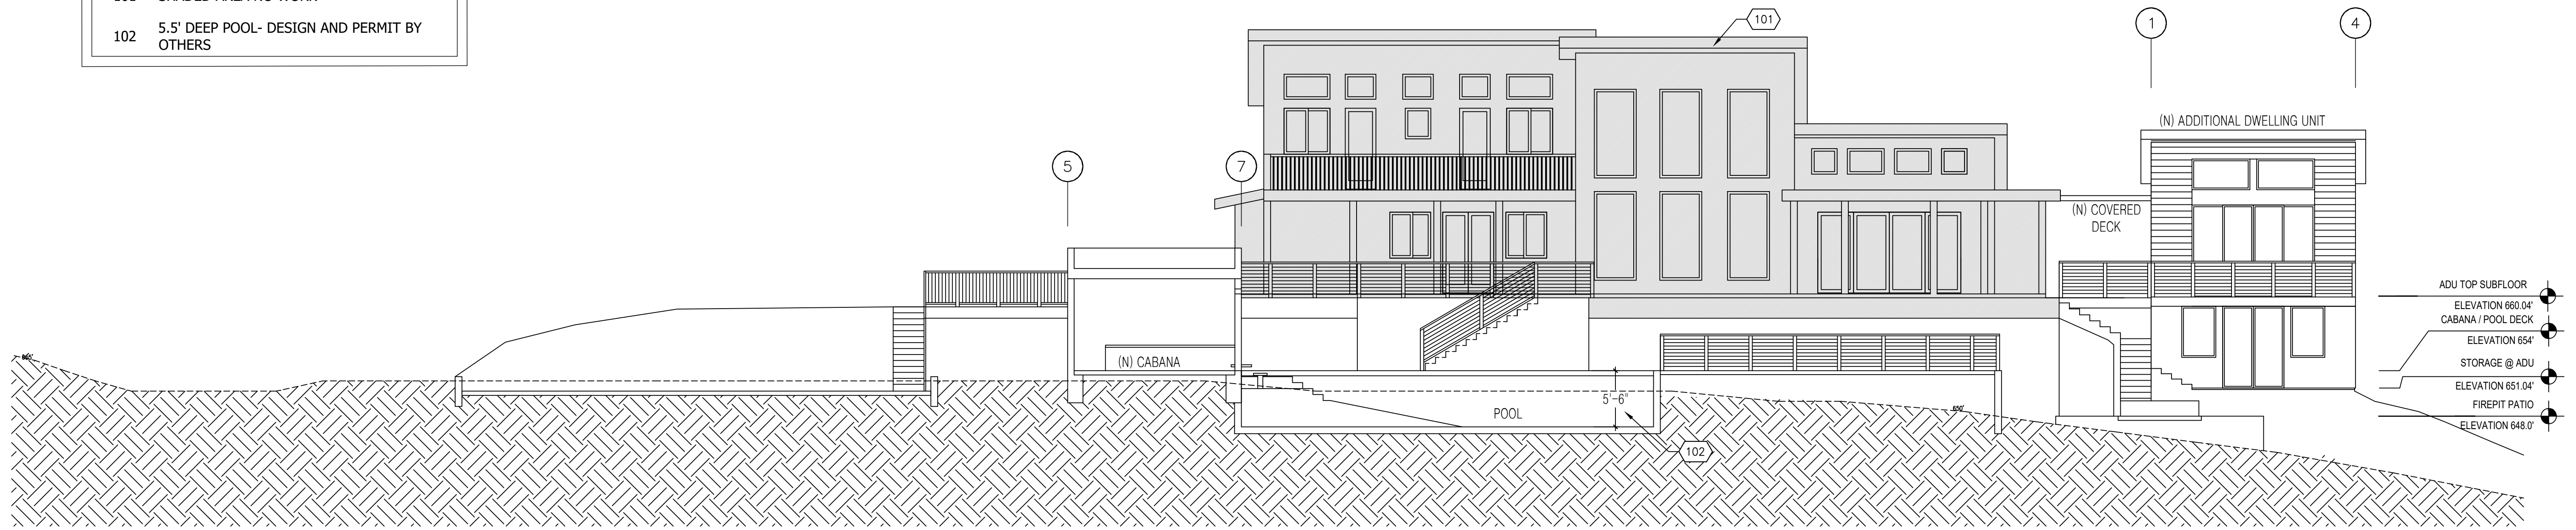 102 5.5' DEEP POOL- DESIGN AND PERMIT BY
OTHERS
101
1
4
(N) ADDITIONAL DWELLING UNIT
5
7
(N) COVERED
DECK
ADU TOP SUBFLOOR
ELEVATION 660.04'
CABANA / POOL DECK
ELEVATION 654'
STORAGE @ ADU
ELEVATION 651.04'
FIREPIT PATIO
ELEVATION 648.0'
(N) CABANA
5'-6"
POOL
650'
102